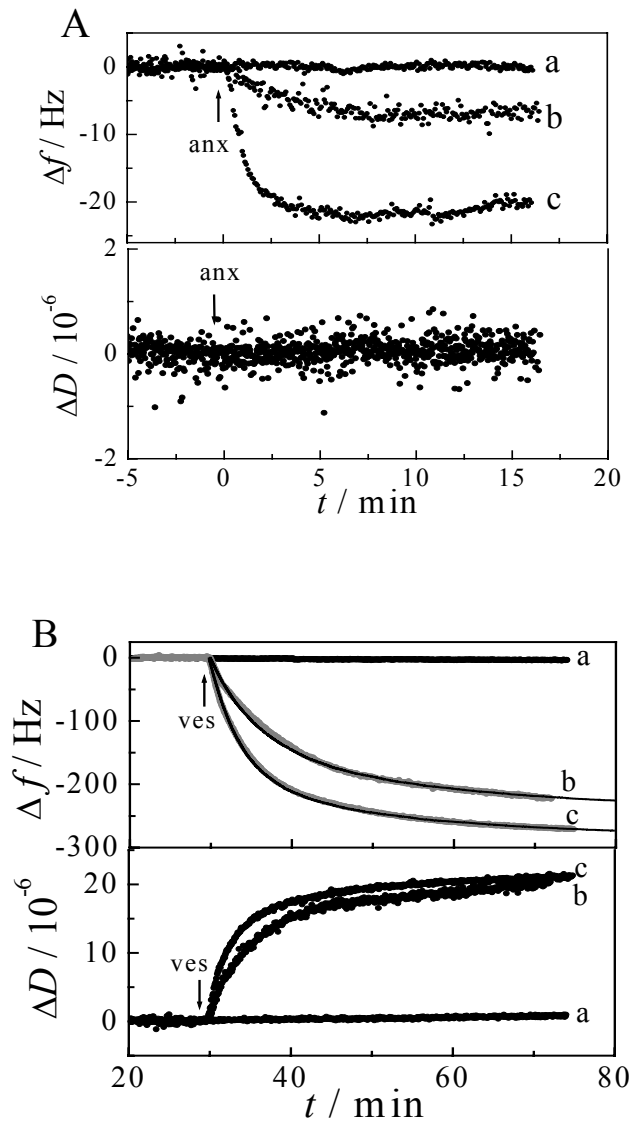 A
Δf / Hz
0
-10
-20
anx
a
b
c
ΔD / 10⁻⁶
2
0
-2
anx
-5 0 5 10 15 20
t / min
B
Δf / Hz
0
-100
-200
-300
ves
a
b
c
ΔD / 10⁻⁶
20
10
0
ves
c
b
a
20 40 60 80
t / min